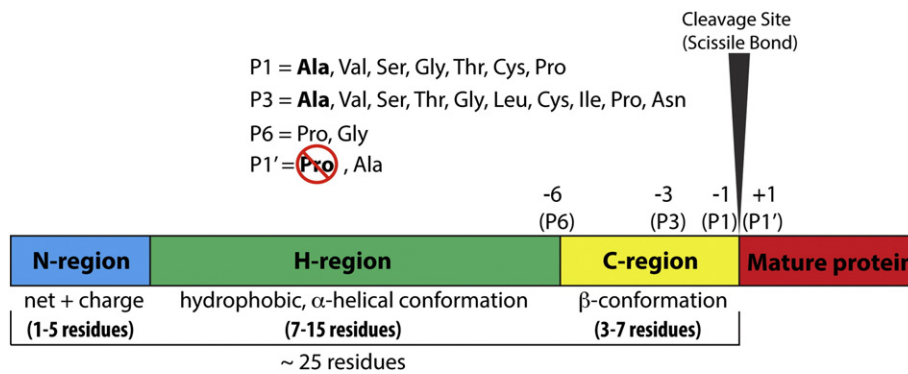 Cleavage Site
(Scissile Bond)
P1 = Ala, Val, Ser, Gly, Thr, Cys, Pro
P3 = Ala, Val, Ser, Thr, Gly, Leu, Cys, Ile, Pro, Asn
P6 = Pro, Gly
P1' = Pro , Ala
-6 -3 -1 +1
(P6) (P3) (P1) (P1')
N-region H-region C-region Mature protein
net + charge hydrophobic, α-helical conformation β-conformation
(1-5 residues) (7-15 residues) (3-7 residues)
~ 25 residues